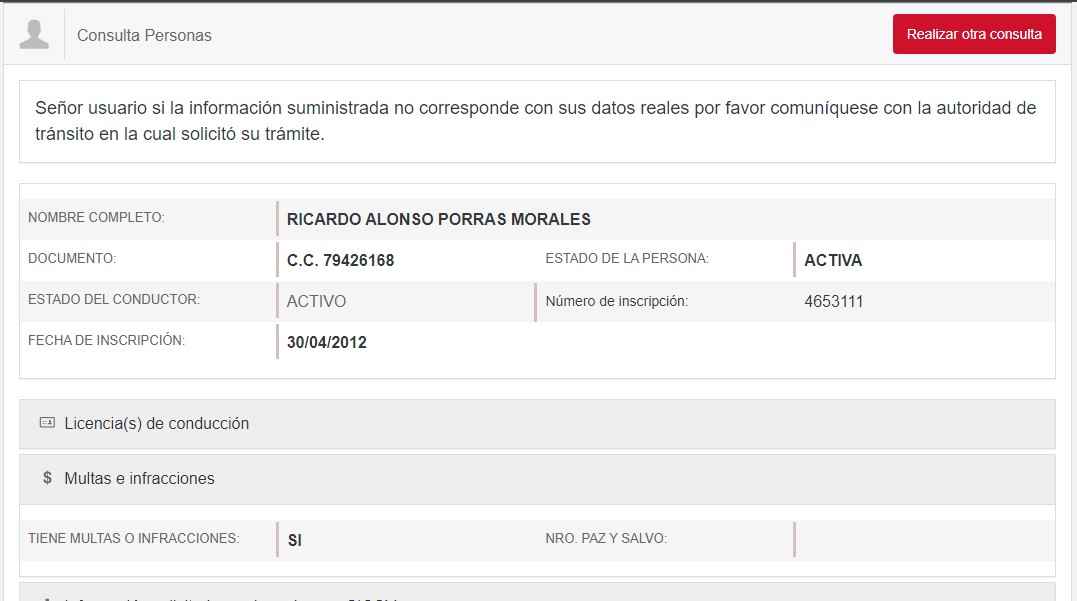 Consulta Personas
Realizar otra consulta
Señor usuario si la información suministrada no corresponde con sus datos reales por favor comuníquese con la autoridad de
tránsito en la cual solicitó su trámite.
NOMBRE COMPLETO: RICARDO ALONSO PORRAS MORALES
DOCUMENTO: C.C. 79426168 ESTADO DE LA PERSONA: ACTIVA
ESTADO DEL CONDUCTOR: ACTIVO Número de inscripción: 4653111
FECHA DE INSCRIPCIÓN: 30/04/2012
Licencia(s) de conducción
$ Multas e infracciones
TIENE MULTAS O INFRACCIONES: SI NRO. PAZ Y SALVO: